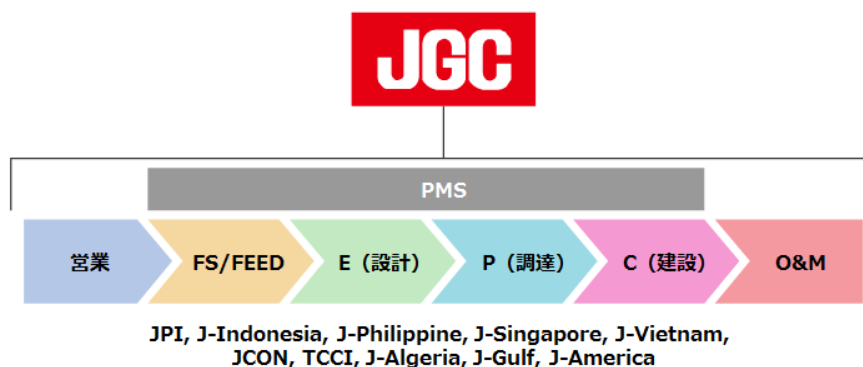 JGC
PMS
営業
FS/FEED
E（設計）
P（調達）
C（建設）
O&M
JPI, J-Indonesia, J-Philippine, J-Singapore, J-Vietnam,
JCON, TCCI, J-Algeria, J-Gulf, J-America